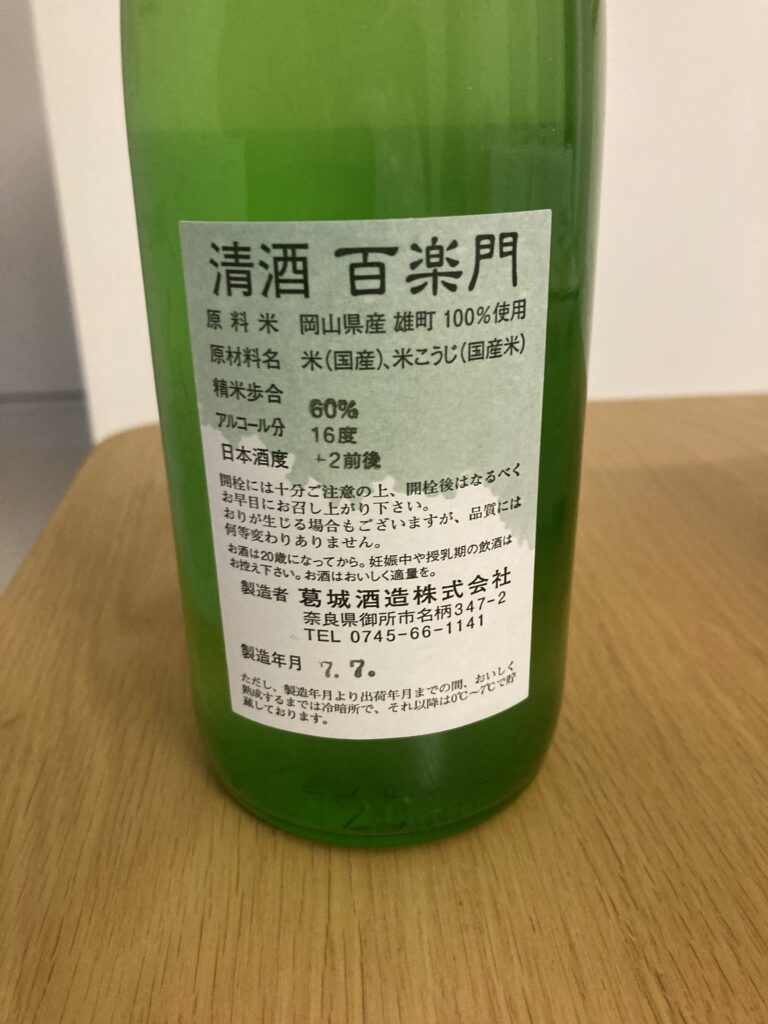 清酒 百楽門
原料米 岡山県産 雄町 100%使用
原材料名 米(国産)、米こうじ(国産米)
精米歩合 60%
アルコール分 16度
日本酒度 +2前後
開栓には十分ご注意の上、開栓後はなるべく
お早目にお召し上がり下さい。
おりが生じる場合もございますが、品質には
何等変わりありません。
お酒は20歳になってから。妊娠中や授乳期の飲酒は
お控え下さい。お酒はおいしく適量を。
製造者 葛城酒造株式会社
奈良県御所市名柄347-2
TEL 0745-66-1141
製造年月 7. 7.
ただし、製造年月より出荷年月までの間、おいしく
熟成するまでは冷暗所で、それ以降は0℃~7℃で貯
蔵しております。